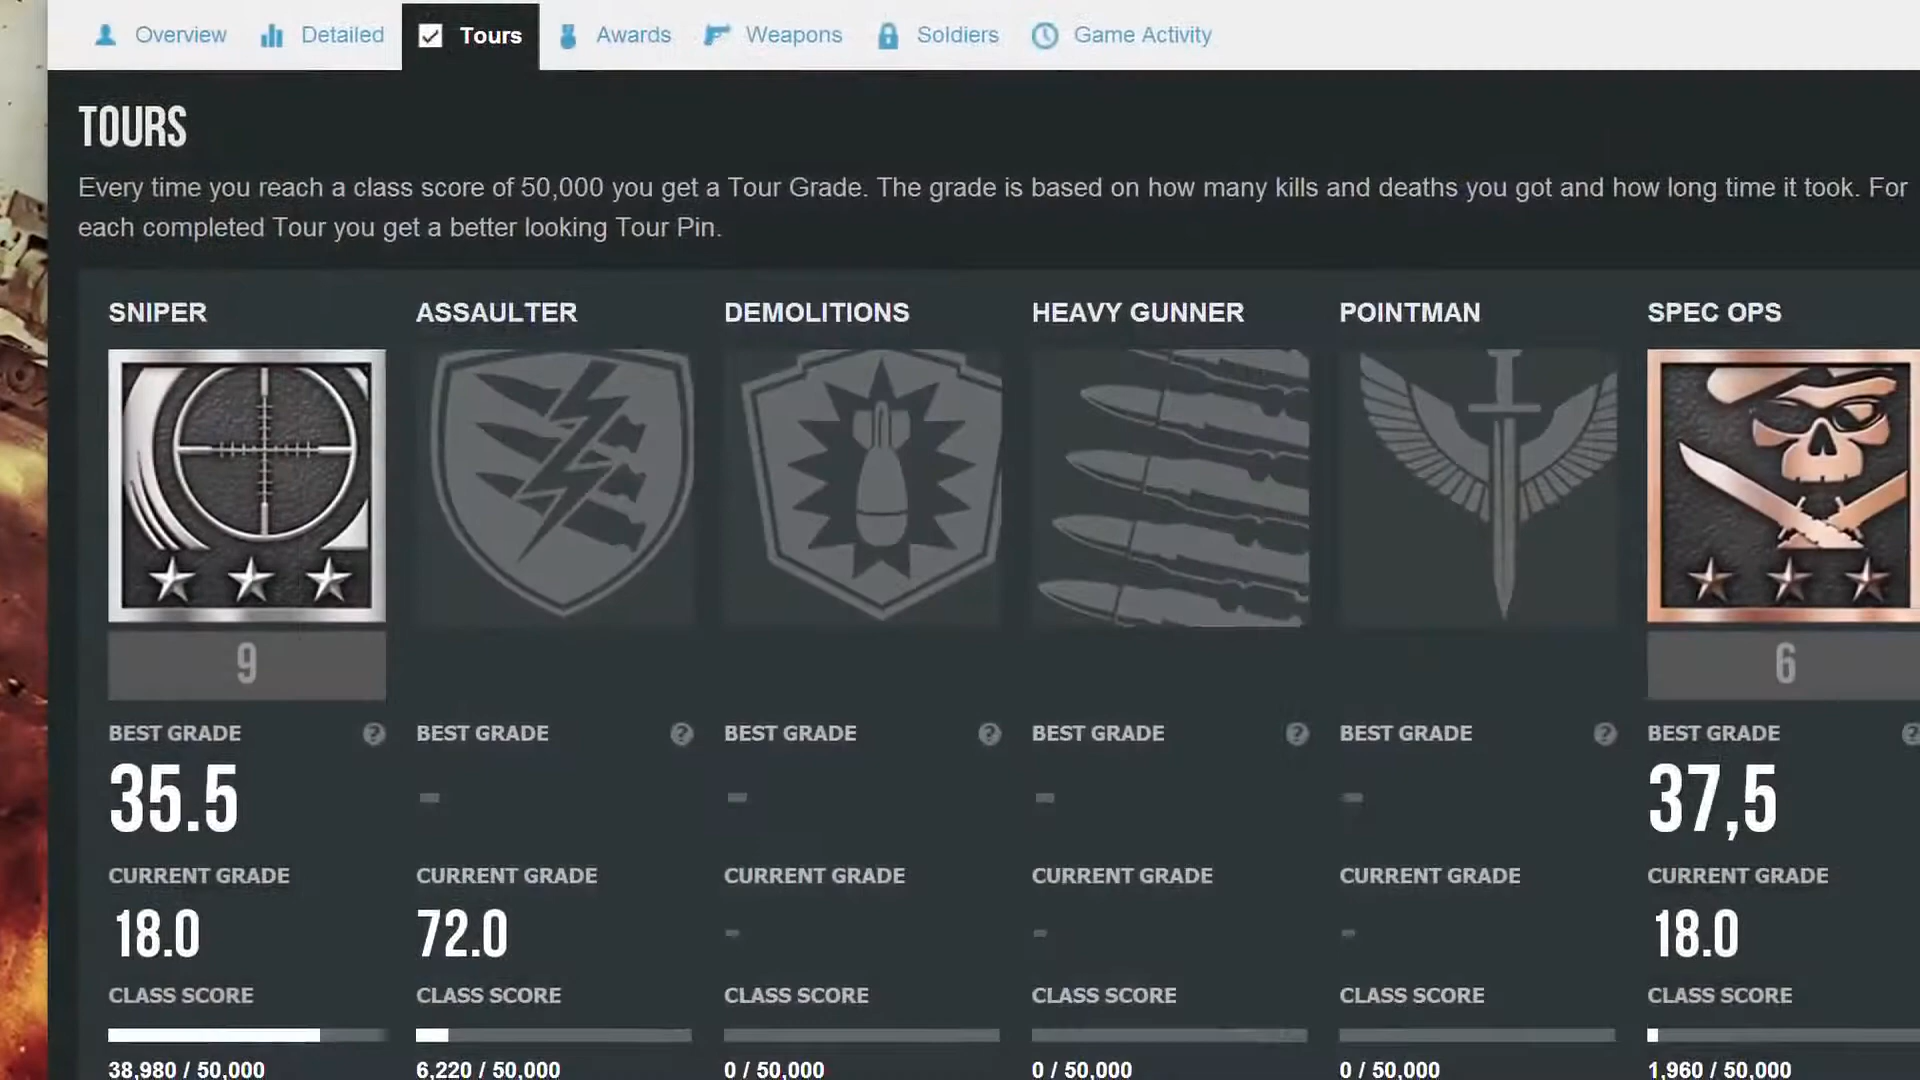 Overview Detailed Tours Awards Weapons Soldiers Game Activity
TOURS
Every time you reach a class score of 50,000 you get a Tour Grade. The grade is based on how many kills and deaths you got and how long time it took. For
each completed Tour you get a better looking Tour Pin.
SNIPER ASSAULTER DEMOLITIONS HEAVY GUNNER POINTMAN SPEC OPS
9 6
BEST GRADE ? BEST GRADE ? BEST GRADE ? BEST GRADE ? BEST GRADE ? BEST GRADE ?
35.5 - - - - 37,5
CURRENT GRADE CURRENT GRADE CURRENT GRADE CURRENT GRADE CURRENT GRADE CURRENT GRADE
18.0 72.0 - - - 18.0
CLASS SCORE CLASS SCORE CLASS SCORE CLASS SCORE CLASS SCORE CLASS SCORE
38,980 / 50,000 6,220 / 50,000 0 / 50,000 0 / 50,000 0 / 50,000 1,960 / 50,000